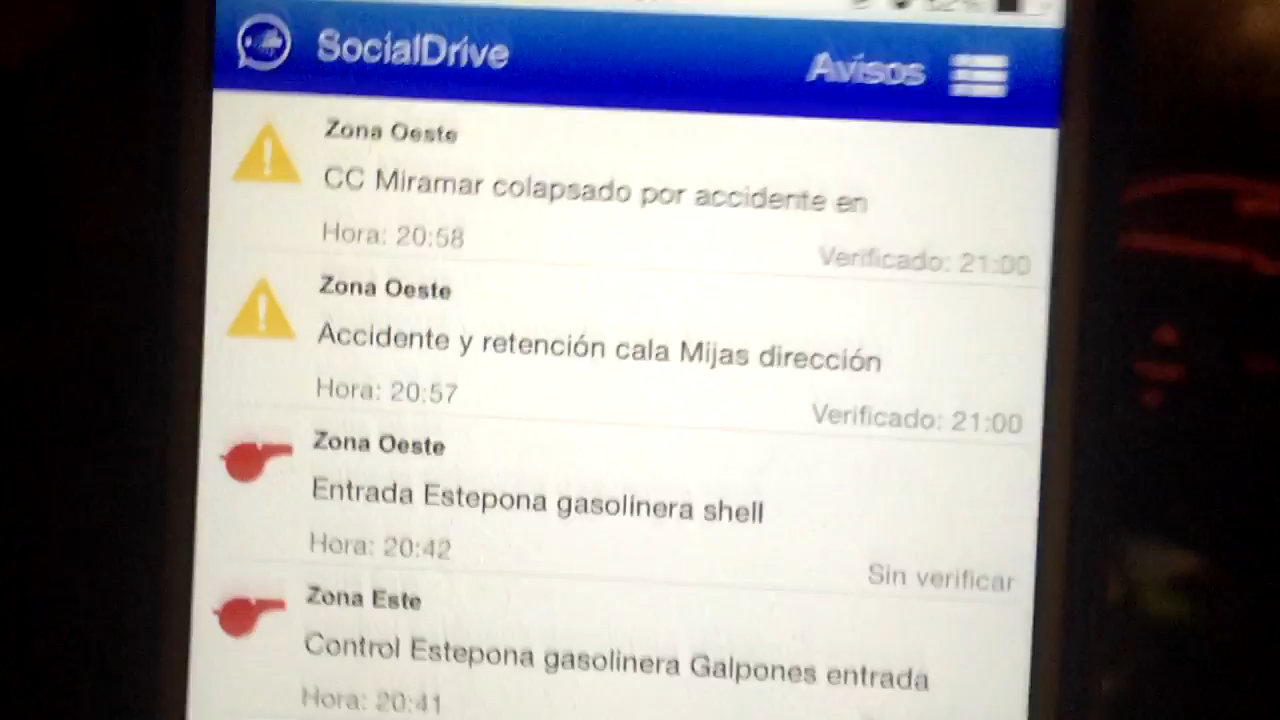 SocialDrive
Avisos
Zona Oeste
CC Miramar colapsado por accidente en
Hora: 20:58
Verificado: 21:00
Zona Oeste
Accidente y retención cala Mijas dirección
Hora: 20:57
Verificado: 21:00
Zona Oeste
Entrada Estepona gasolinera shell
Hora: 20:42
Sin verificar
Zona Este
Control Estepona gasolinera Galpones entrada
Hora: 20:41